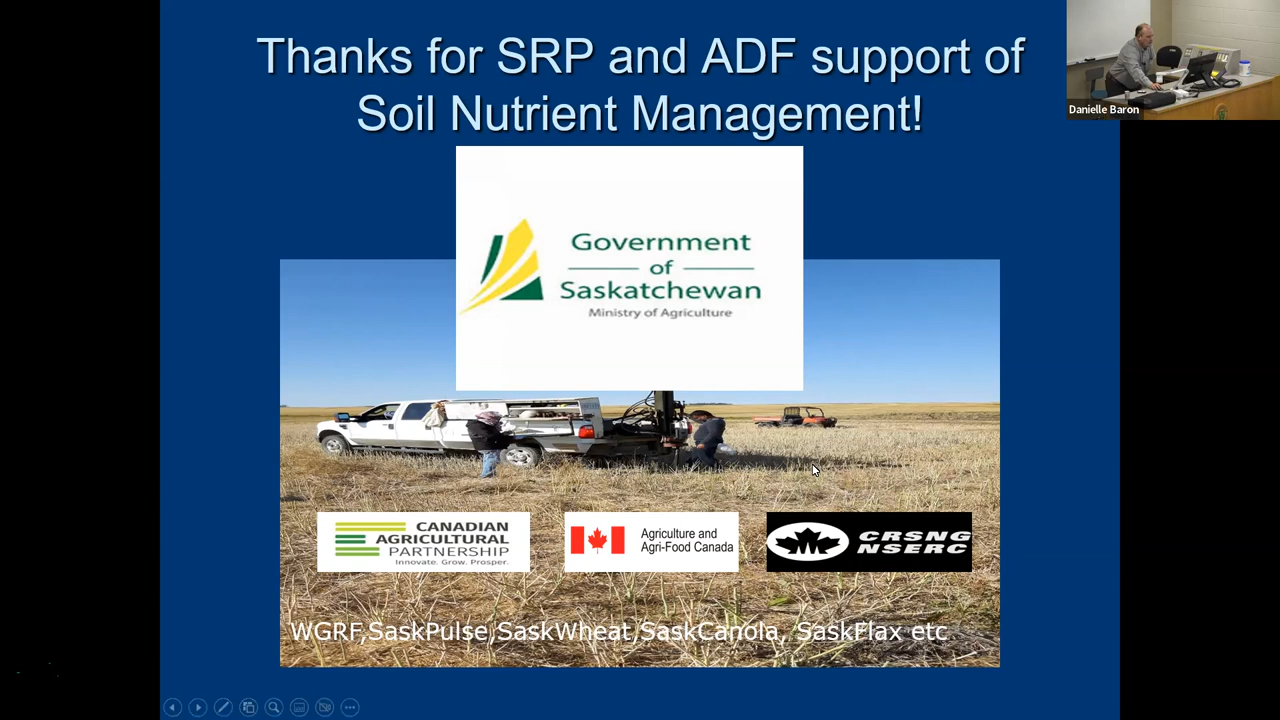 Thanks for SRP and ADF support of
Soil Nutrient Management!
Danielle Baron
Government
of
Saskatchewan
Ministry of Agriculture
CANADIAN
AGRICULTURAL
PARTNERSHIP
Innovate. Grow. Prosper.
Agriculture and
Agri-Food Canada
CRSNG
NSERC
WGRF,SaskPulse,SaskWheat,SaskCanola, SaskFlax etc